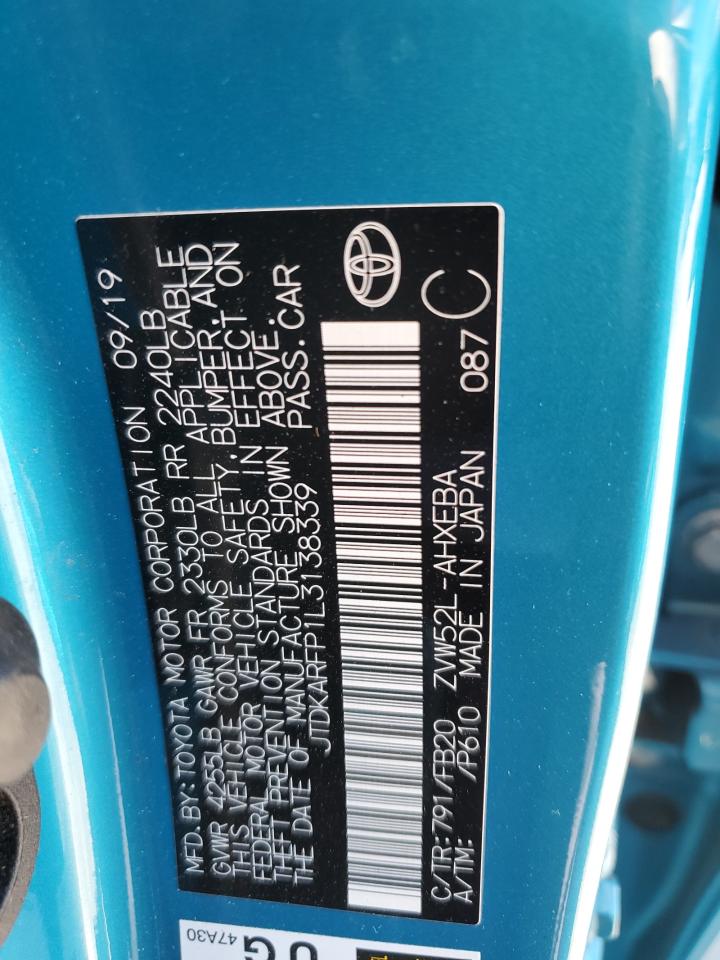 MFD. BY: TOYOTA MOTOR CORPORATION 09/19
GVWR 4255LB GAWR FR 2330LB RR 2240LB
THIS VEHICLE CONFORMS TO ALL APPLICABLE
FEDERAL MOTOR VEHICLE SAFETY, BUMPER, AND
THEFT PREVENTION STANDARDS IN EFFECT ON
THE DATE OF MANUFACTURE SHOWN ABOVE.
JTDKARFP1L3138339 PASS. CAR
C/TR: 791/FB20 ZVW52L-AHXEBA 087 C
A/TM: /P610 MADE IN JAPAN
47A30